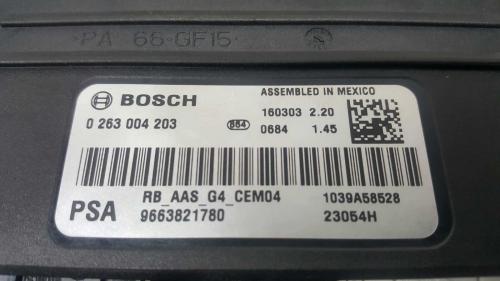 PA 66-GF15
ASSEMBLED IN MEXICO
BOSCH
160303 2.20
0 263 004 203 884 0684 1.45
RB_AAS_G4_CEM04 1039A58528
PSA 9663821780 23054H